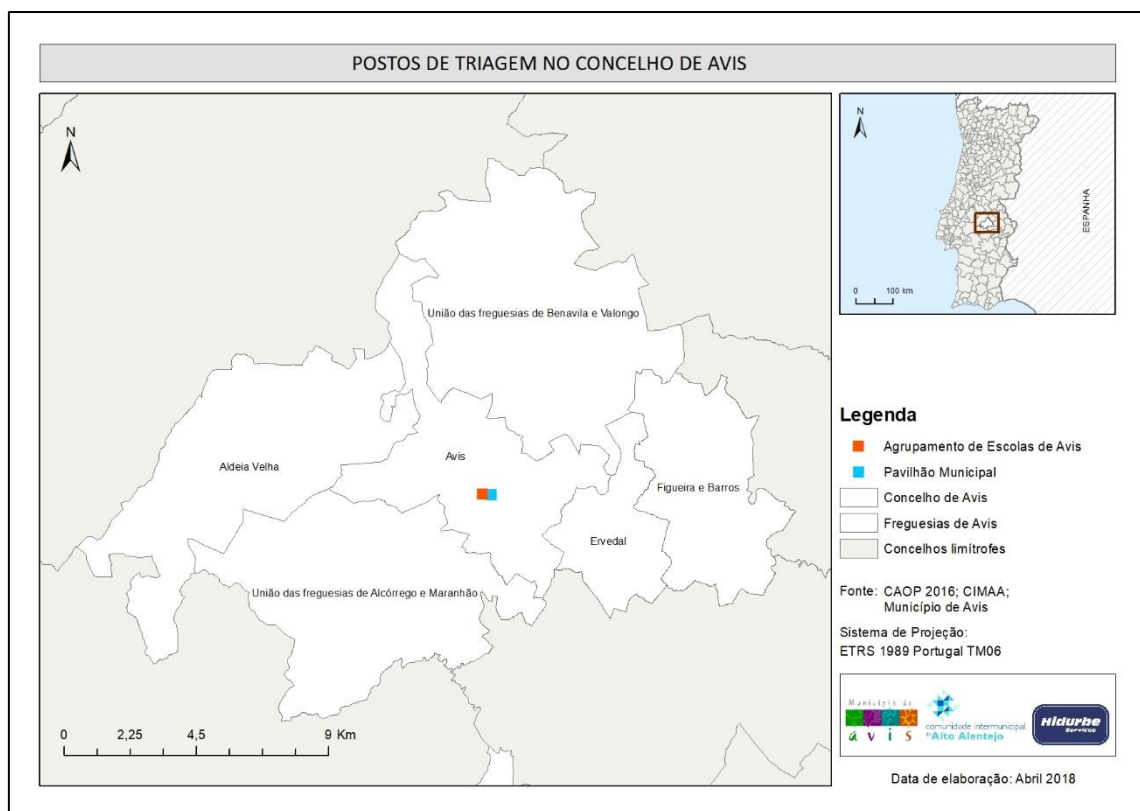 POSTOS DE TRIAGEM NO CONCELHO DE AVIS
N
União das freguesias de Benavila e Valongo
Avis
Aldeia Velha
Figueira e Barros
Ervedal
União das freguesias de Alcórrego e Maranhão
0 2,25 4,5 9 Km
N
ESPANHA
0 100 km
Legenda
Agrupamento de Escolas de Avis
Pavilhão Municipal
Concelho de Avis
Freguesias de Avis
Concelhos limítrofes
Fonte: CAOP 2016; CIMAA;
Município de Avis
Sistema de Projeção:
ETRS 1989 Portugal TM06
Município de
avis
comunidade intermunicipal
do Alto Alentejo
Hidurbe
Serviços
Data de elaboração: Abril 2018